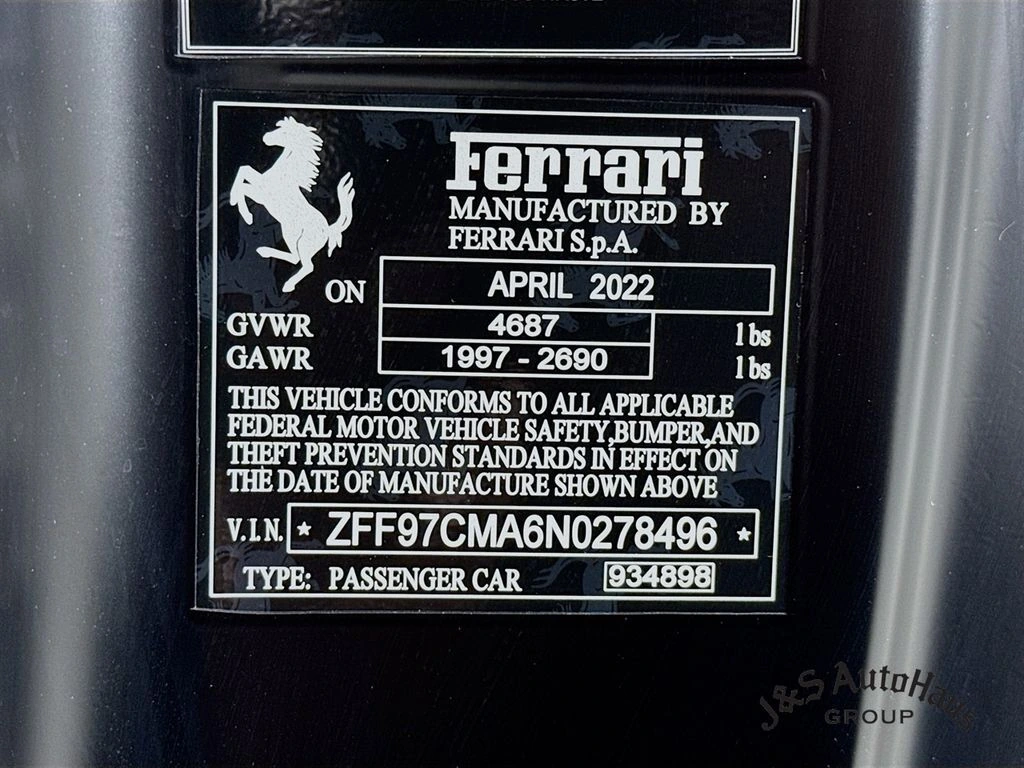 Ferrari
MANUFACTURED BY
FERRARI S.p.A.
ON APRIL 2022
GVWR 4687 lbs
GAWR 1997 - 2690 lbs
THIS VEHICLE CONFORMS TO ALL APPLICABLE
FEDERAL MOTOR VEHICLE SAFETY,BUMPER,AND
THEFT PREVENTION STANDARDS IN EFFECT ON
THE DATE OF MANUFACTURE SHOWN ABOVE
V.I.N. * ZFF97CMA6N0278496 *
TYPE: PASSENGER CAR 934898
J&S AutoHaus
GROUP